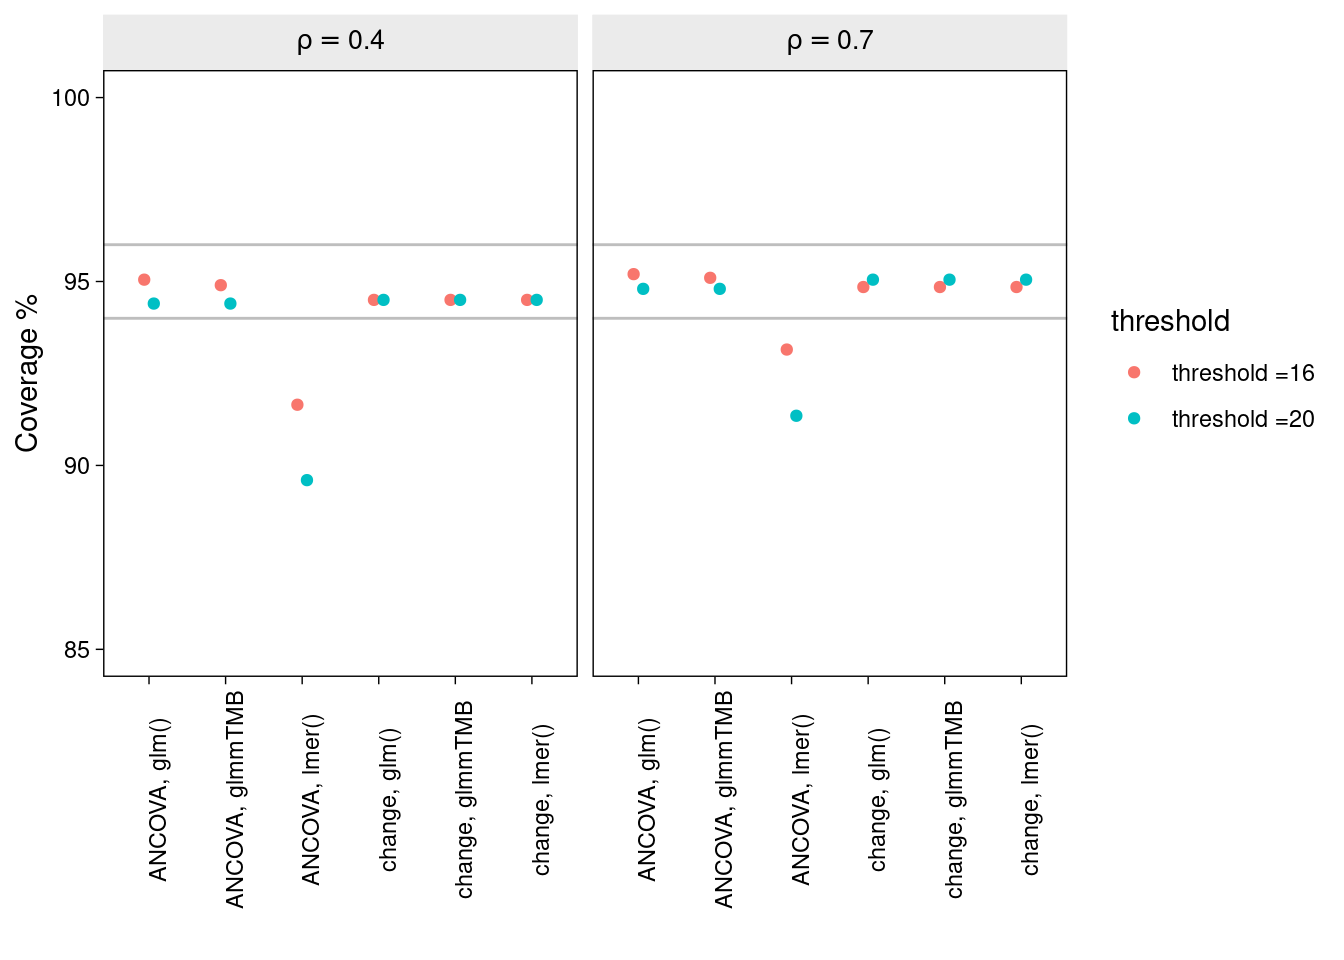 ρ = 0.4
ρ = 0.7
100
95
90
85
Coverage %
ANCOVA, glm()
ANCOVA, glmmTMB
ANCOVA, lmer()
change, glm()
change, glmmTMB
change, lmer()
ANCOVA, glm()
ANCOVA, glmmTMB
ANCOVA, lmer()
change, glm()
change, glmmTMB
change, lmer()
threshold
threshold =16
threshold =20